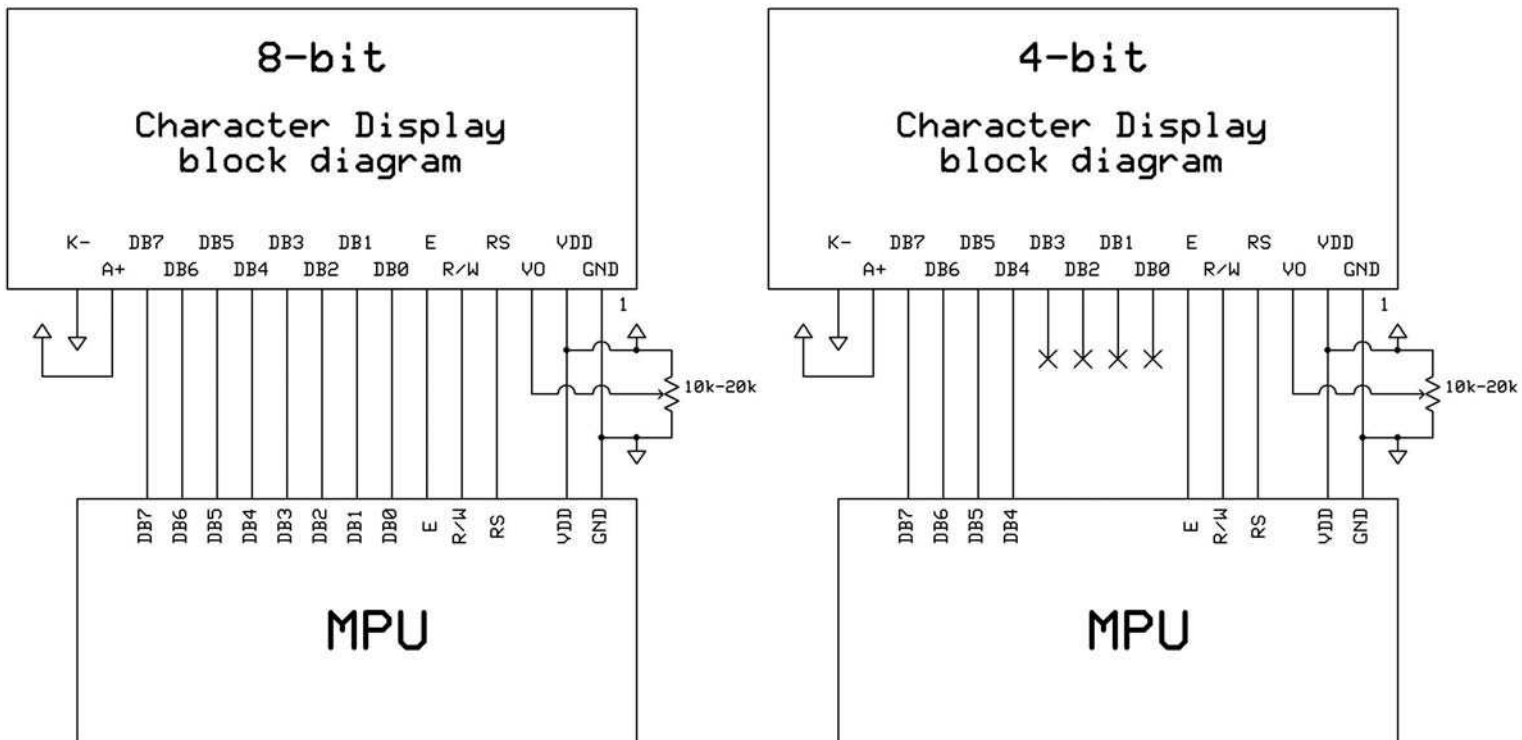 8-bit
Character Display
block diagram
K- DB7 DB5 DB3 DB1 E RS VDD
A+ DB6 DB4 DB2 DB0 R/W VO GND
1
10k-20k
DB7 DB6 DB5 DB4 DB3 DB2 DB1 DB0 E R/W RS VDD GND
MPU
4-bit
Character Display
block diagram
K- DB7 DB5 DB3 DB1 E RS VDD
A+ DB6 DB4 DB2 DB0 R/W VO GND
1
10k-20k
DB7 DB6 DB5 DB4 E R/W RS VDD GND
MPU